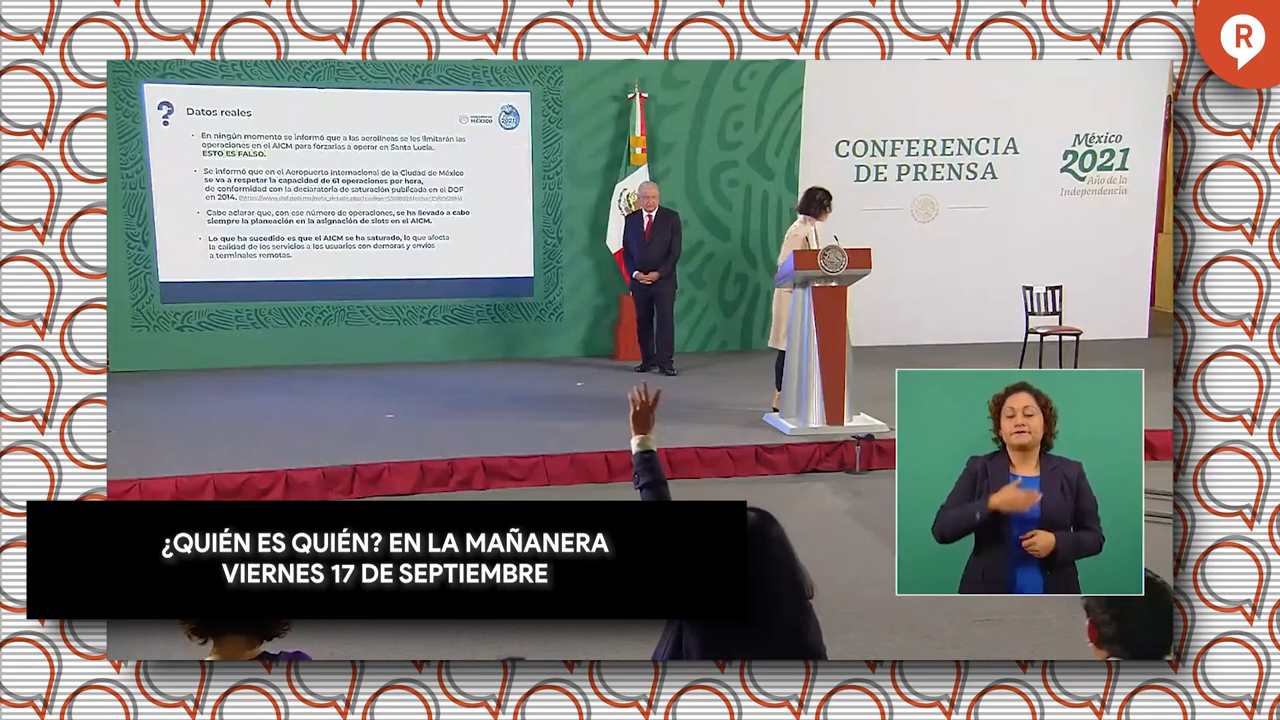 R
Datos reales
GOBIERNO DE
MÉXICO
2021
En ningún momento se informó que a las aerolíneas se les limitarán las
operaciones en el AICM para forzarlas a operar en Santa Lucía.
ESTO ES FALSO.
Se informó que en el Aeropuerto Internacional de la Ciudad de México
se va a respetar la capacidad de 61 operaciones por hora,
de conformidad con la declaratoria de saturación publicada en el DOF
en 2014.
Cabe aclarar que, con ese número de operaciones, se ha llevado a cabo
siempre la planeación en la asignación de slots en el AICM.
Lo que ha sucedido es que el AICM se ha saturado, lo que afecta
la calidad de los servicios a los usuarios con demoras y envíos
a terminales remotas.
CONFERENCIA
DE PRENSA
México
2021
Año de la
Independencia
¿QUIÉN ES QUIÉN? EN LA MAÑANERA
VIERNES 17 DE SEPTIEMBRE